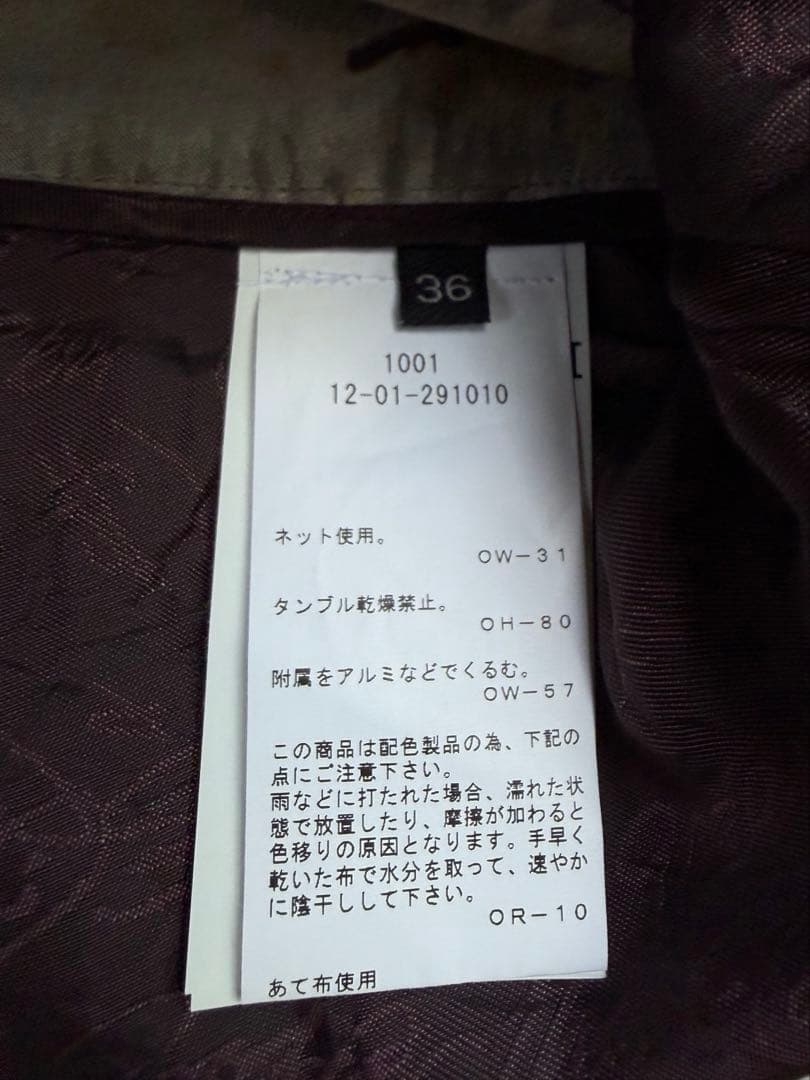 36
1001
12-01-291010
ネット使用。
OW-31
タンブル乾燥禁止。
OH-80
附属をアルミなどでくるむ。
OW-57
この商品は配色製品の為、下記の
点にご注意下さい。
雨などに打たれた場合、濡れた状
態で放置したり、摩擦が加わると
色移りの原因となります。手早く
乾いた布で水分を取って、速やか
に陰干しして下さい。
OR-10
あて布使用